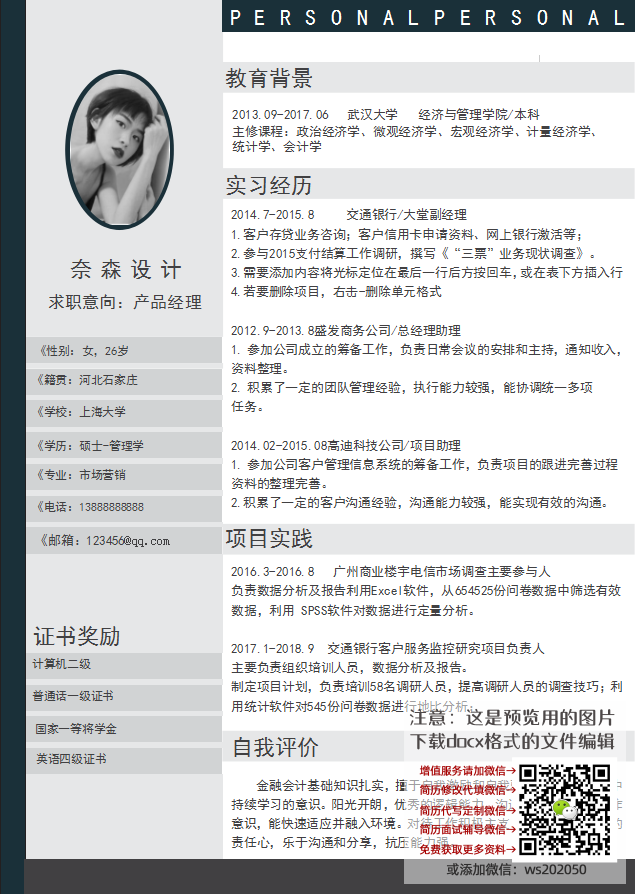 PERSONALPERSONAL
奈森设计
求职意向：产品经理
《性别：女，26岁
《籍贯：河北石家庄
《学校：上海大学
《学历：硕士-管理学
《专业：市场营销
《电话：13888888888
《邮箱：123456@qq.com
证书奖励
计算机二级
普通话一级证书
国家一等将学金
英语四级证书
教育背景
2013.09-2017.06 武汉大学 经济与管理学院/本科
主修课程：政治经济学、微观经济学、宏观经济学、计量经济学、
统计学、会计学
实习经历
2014.7-2015.8 交通银行/大堂副经理
1.客户存贷业务咨询；客户信用卡申请资料、网上银行激活等；
2.参与2015支付结算工作调研，撰写《“三票”业务现状调查》。
3.需要添加内容将光标定位在最后一行后方按回车,或在表下方插入行
4.若要删除项目，右击-删除单元格式
2012.9-2013.8盛发商务公司/总经理助理
1. 参加公司成立的筹备工作，负责日常会议的安排和主持，通知收入，
资料整理。
2. 积累了一定的团队管理经验，执行能力较强，能协调统一多项
任务。
2014.02-2015.08高迪科技公司/项目助理
1. 参加公司客户管理信息系统的筹备工作，负责项目的跟进完善过程
资料的整理完善。
2.积累了一定的客户沟通经验，沟通能力较强，能实现有效的沟通。
项目实践
2016.3-2016.8 广州商业楼宇电信市场调查主要参与人
负责数据分析及报告利用Excel软件，从654525份问卷数据中筛选有效
数据，利用 SPSS软件对数据进行定量分析。
2017.1-2018.9 交通银行客户服务监控研究项目负责人
主要负责组织培训人员，数据分析及报告。
制定项目计划，负责培训58名调研人员，提高调研人员的调查技巧；利
用统计软件对545份问卷数据进行地比分析。
自我评价
金融会计基础知识扎实，擅于自我激励和自我
持续学习的意识。阳光开朗，优秀的逻辑能力、沟
意识，能快速适应并融入环境。对待工作积极主
责任心，乐于沟通和分享，抗压能力强
注意：这是预览用的图片
下载docx格式的文件编辑
增值服务请加微信→
简历修改代填微信→
简历代写定制微信→
简历面试辅导微信→
免费获取更多资料→
或添加微信：ws202050